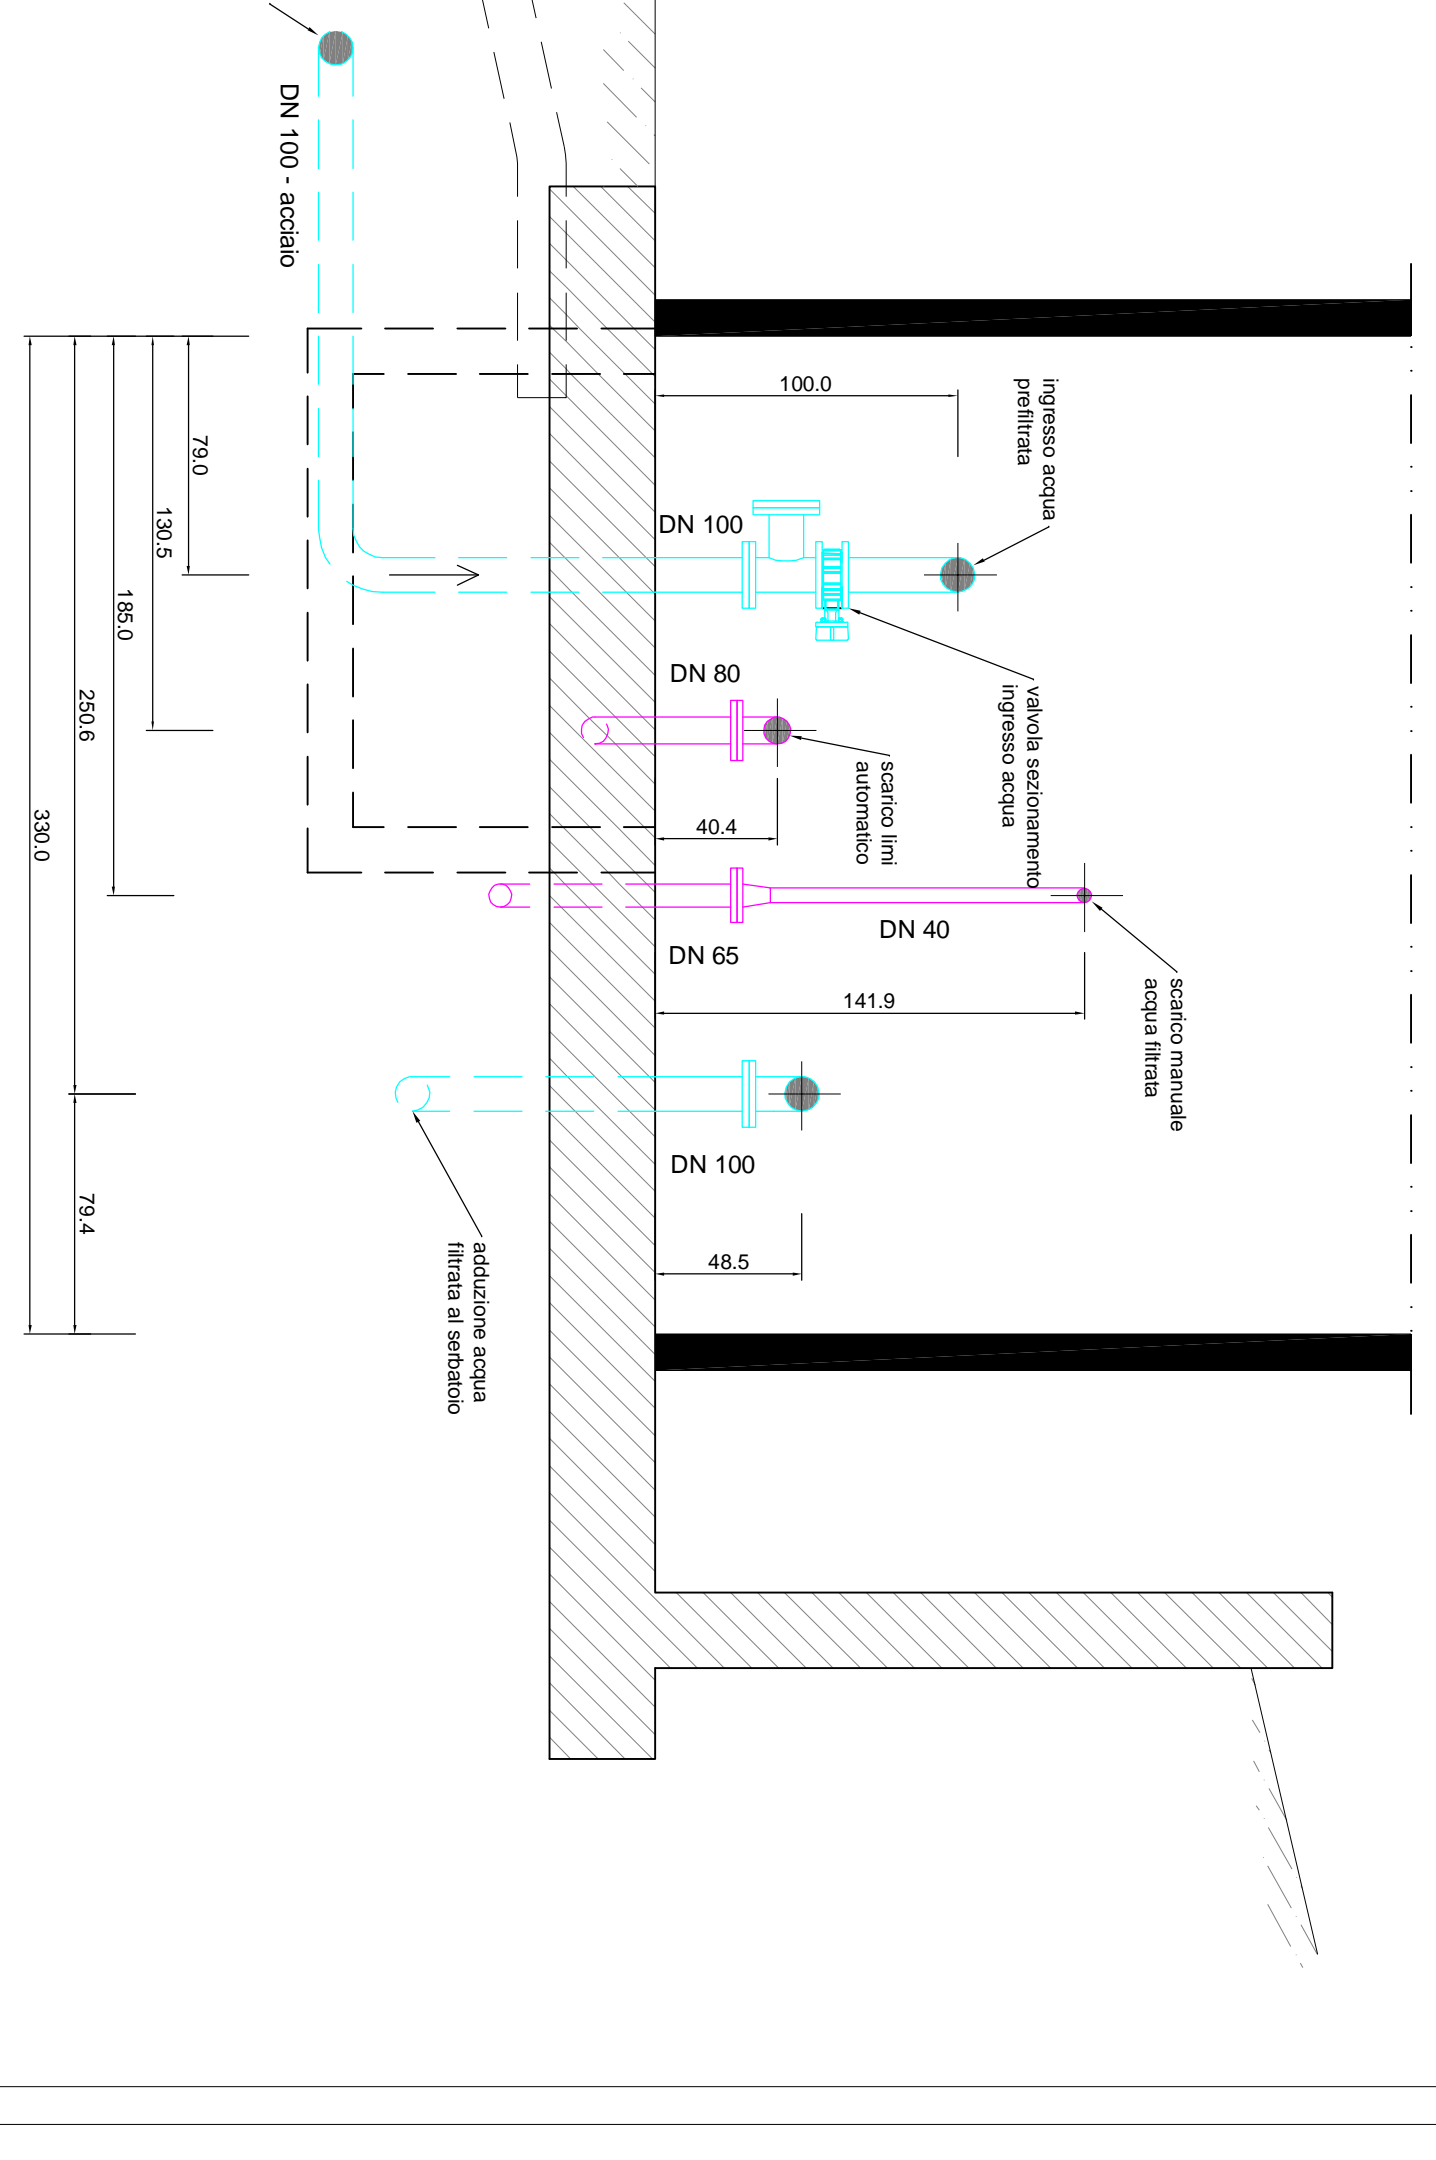 DN 100 - acciaio
79.0
130.5
185.0
250.6
330.0
79.4
100.0
ingresso acqua
prefiltrata
DN 100
valvola sezionamento
ingresso acqua
DN 80
scarico limi
automatico
40.4
DN 65
DN 40
scarico manuale
acqua filtrata
141.9
DN 100
48.5
adduzione acqua
filtrata al serbatoio